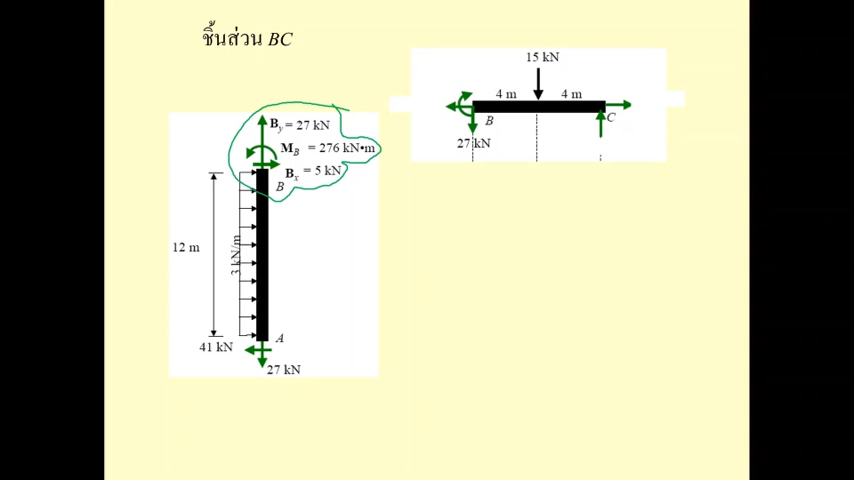 ชิ้นส่วน BC
15 kN
4 m 4 m
B C
27 kN
By = 27 kN
MB = 276 kN•m
Bx = 5 kN
B
12 m
3 kN/m
A
41 kN
27 kN